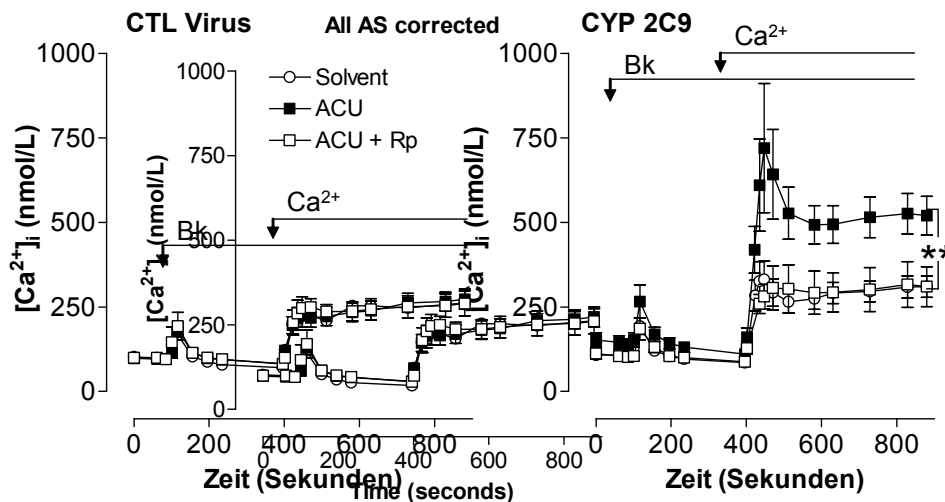 CTL Virus
All AS corrected
CYP 2C9
1000
750
500
250
0
[Ca²⁺]ᵢ (nmol/L)
Bk
0 200 400 600 800
Zeit (Sekunden)
1000
750
500
250
0
[Ca²⁺]ᵢ (nmol/L)
Solvent
ACU
ACU + Rp
Ca²⁺
0 200 400 600 800
Time (seconds)
1000
750
500
250
0
[Ca²⁺]ᵢ (nmol/L)
Ca²⁺
Bk
**
0 200 400 600 800
Zeit (Sekunden)